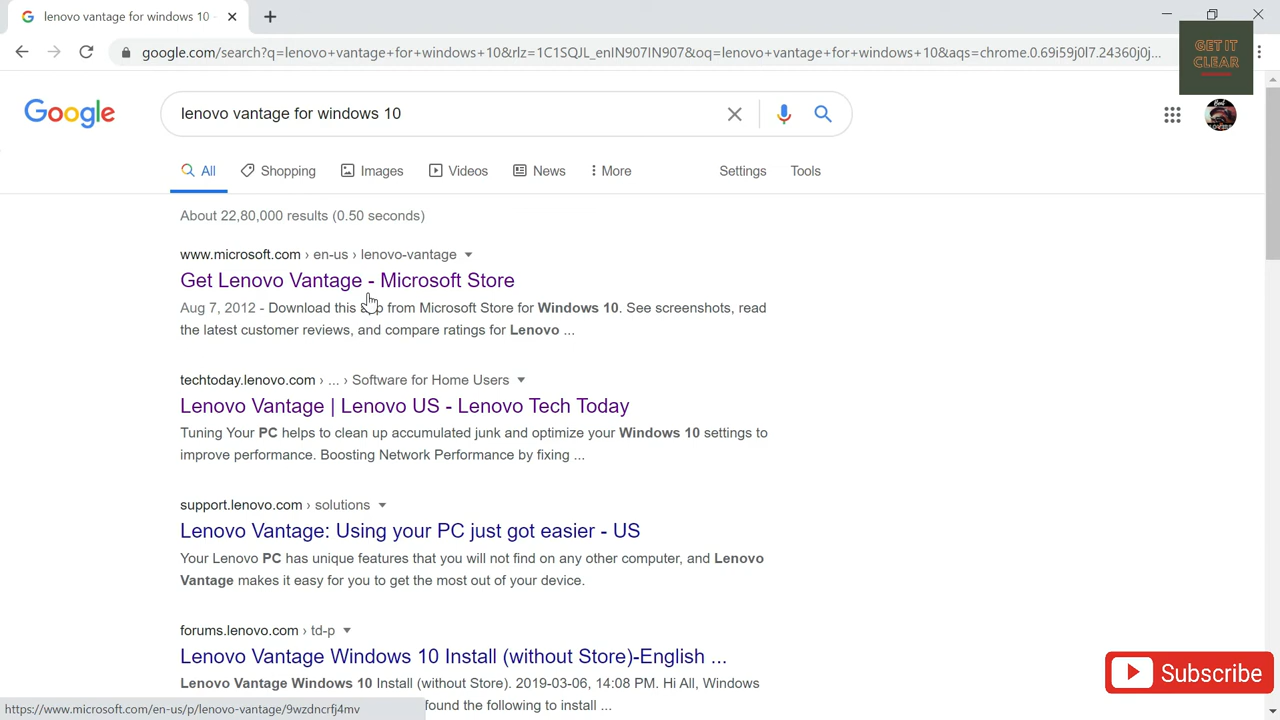 lenovo vantage for windows 10 -
google.com/search?q=lenovo+vantage+for+windows+10&rlz=1C1SQJL_enIN907IN907&oq=lenovo+vantage+for+windows+10&aqs=chrome.0.69i59j0l7.24360j0j...
GET IT
CLEAR
Google
lenovo vantage for windows 10
All Shopping Images Videos News More Settings Tools
About 22,80,000 results (0.50 seconds)
www.microsoft.com › en-us › lenovo-vantage
Get Lenovo Vantage - Microsoft Store
Aug 7, 2012 - Download this app from Microsoft Store for Windows 10. See screenshots, read
the latest customer reviews, and compare ratings for Lenovo ...
techtoday.lenovo.com › ... › Software for Home Users
Lenovo Vantage | Lenovo US - Lenovo Tech Today
Tuning Your PC helps to clean up accumulated junk and optimize your Windows 10 settings to
improve performance. Boosting Network Performance by fixing ...
support.lenovo.com › solutions
Lenovo Vantage: Using your PC just got easier - US
Your Lenovo PC has unique features that you will not find on any other computer, and Lenovo
Vantage makes it easy for you to get the most out of your device.
forums.lenovo.com › td-p
Lenovo Vantage Windows 10 Install (without Store)-English ...
Lenovo Vantage Windows 10 Install (without Store). 2019-03-06, 14:08 PM. Hi All, Windows
found the following to install ...
Subscribe
https://www.microsoft.com/en-us/p/lenovo-vantage/9wzdncrfj4mv